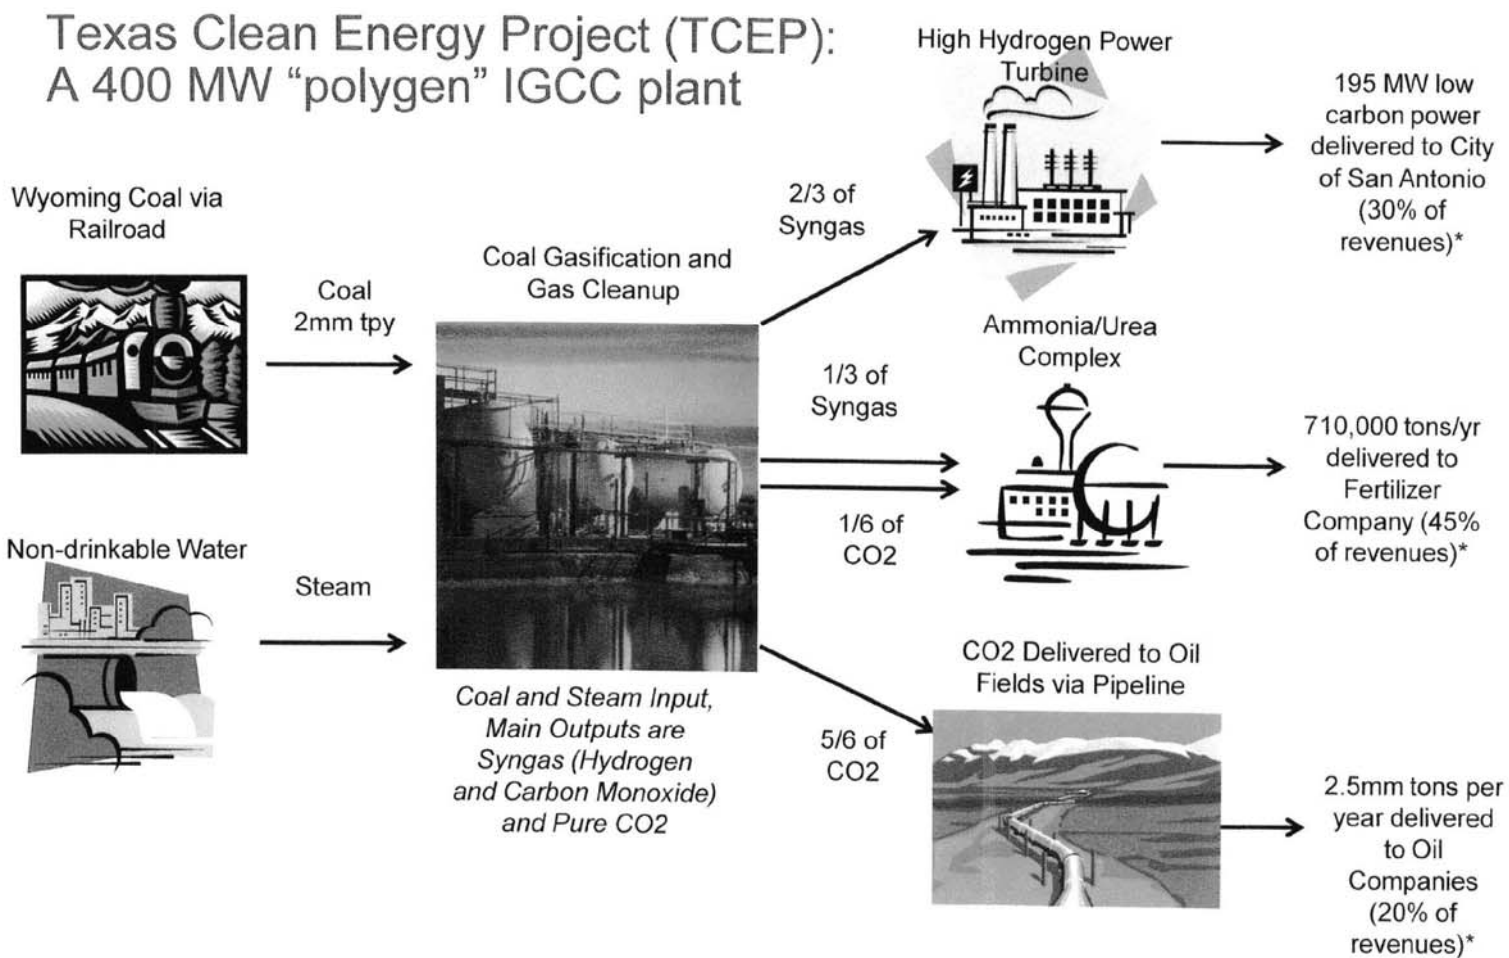 Texas Clean Energy Project (TCEP):
A 400 MW “polygen” IGCC plant
Wyoming Coal via
Railroad
Coal
2mm tpy
Non-drinkable Water
Steam
Coal Gasification and
Gas Cleanup
Coal and Steam Input,
Main Outputs are
Syngas (Hydrogen
and Carbon Monoxide)
and Pure CO2
2/3 of
Syngas
High Hydrogen Power
Turbine
195 MW low
carbon power
delivered to City
of San Antonio
(30% of
revenues)*
1/3 of
Syngas
1/6 of
CO2
Ammonia/Urea
Complex
710,000 tons/yr
delivered to
Fertilizer
Company (45%
of revenues)*
5/6 of
CO2
CO2 Delivered to Oil
Fields via Pipeline
2.5mm tons per
year delivered
to Oil
Companies
(20% of
revenues)*